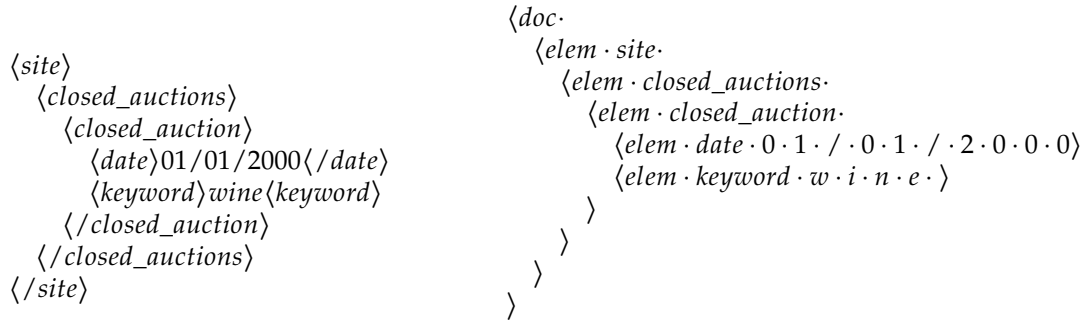 ⟨site⟩
⟨closed_auctions⟩
⟨closed_auction⟩
⟨date⟩01/01/2000⟨/date⟩
⟨keyword⟩wine⟨keyword⟩
⟨/closed_auction⟩
⟨/closed_auctions⟩
⟨/site⟩
⟨doc·
⟨elem · site·
⟨elem · closed_auctions·
⟨elem · closed_auction·
⟨elem · date · 0 · 1 · / · 0 · 1 · / · 2 · 0 · 0 · 0⟩
⟨elem · keyword · w · i · n · e · ⟩
⟩
⟩
⟩
⟩